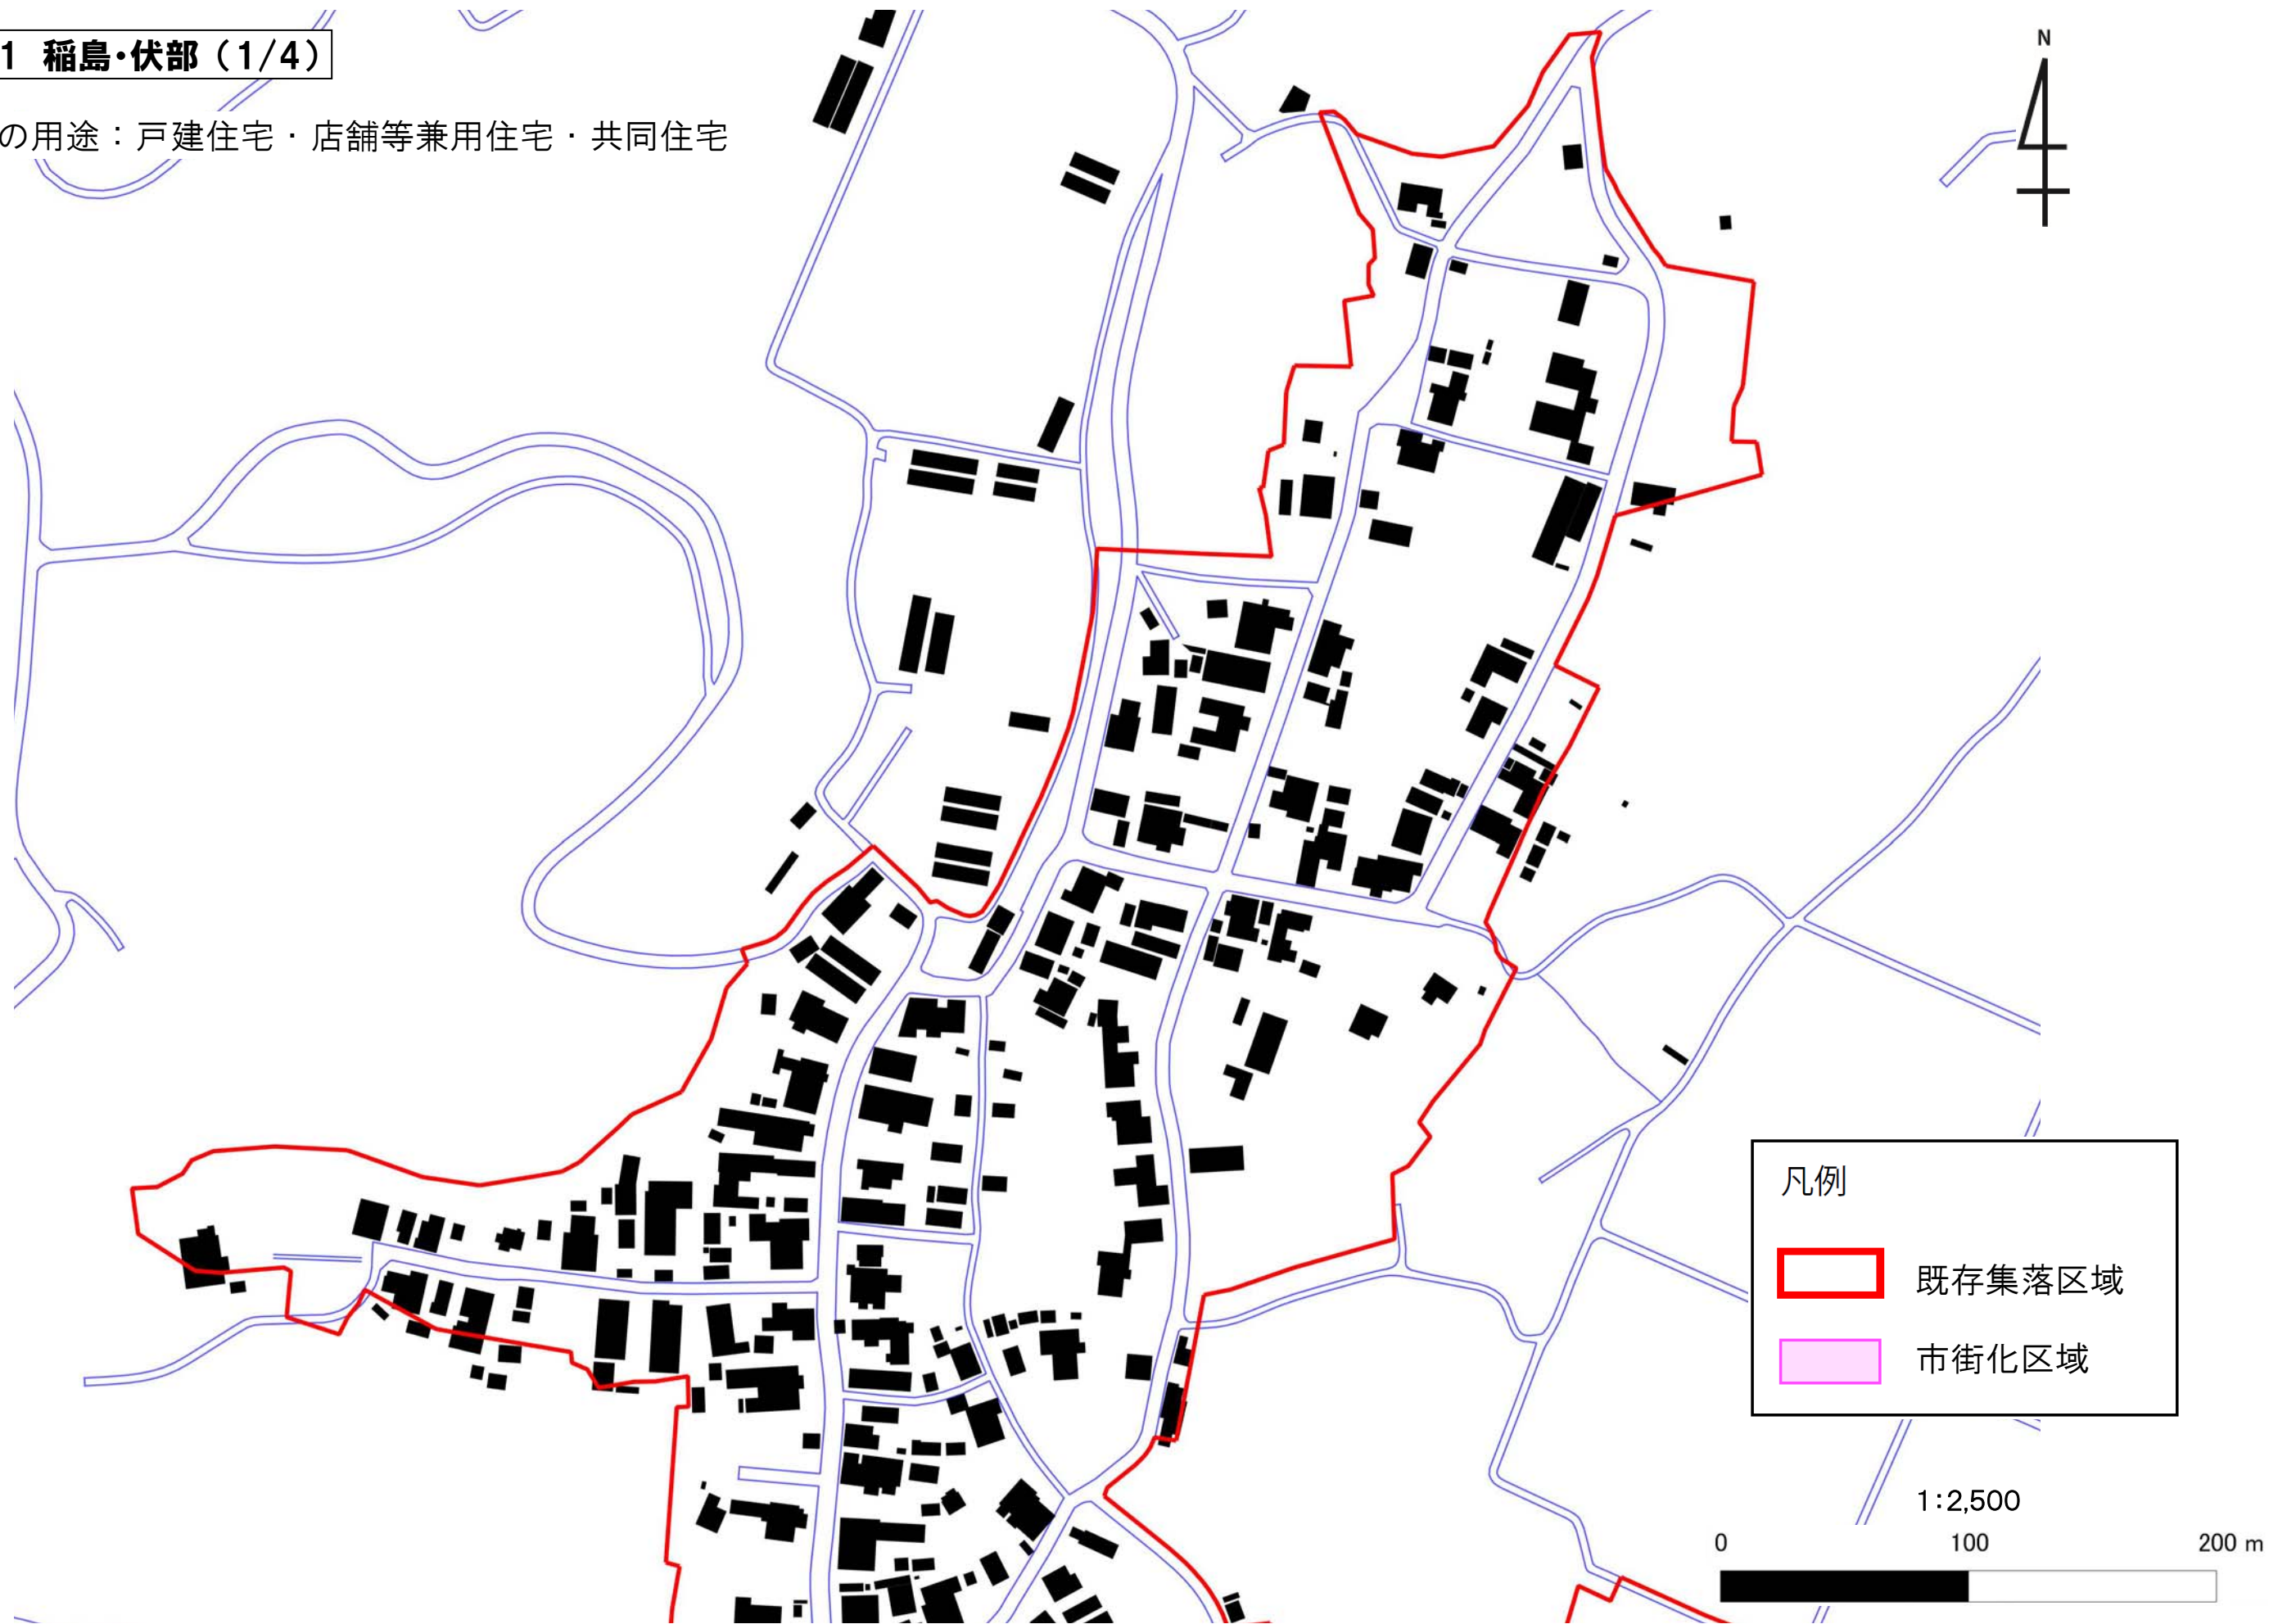 1 稲島・伏部（1/4）
の用途：戸建住宅・店舗等兼用住宅・共同住宅
N
凡例
既存集落区域
市街化区域
1:2,500
0 100 200 m